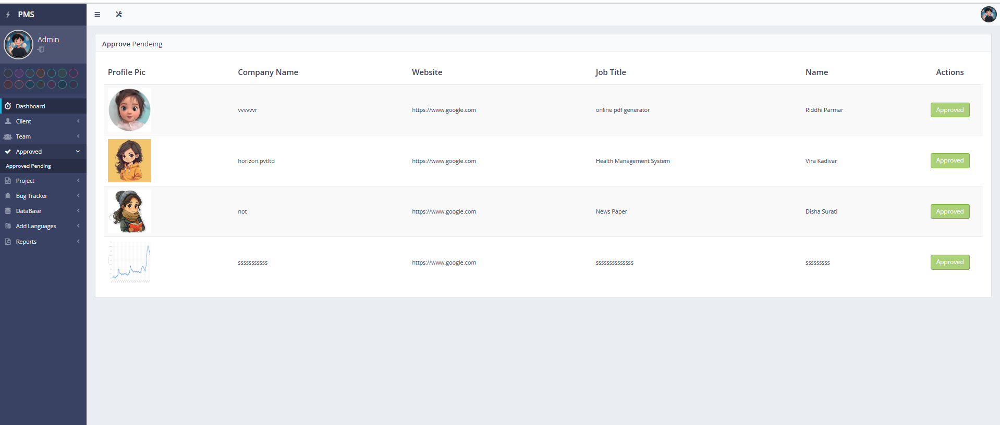 PMS
Admin
Dashboard
Client
Team
Approved
Approved Pending
Project
Bug Tracker
DataBase
Add Languages
Reports
Approve Pendeing
Profile Pic Company Name Website Job Title Name Actions
vvvvvvr https://www.google.com online pdf generator Riddhi Parmar Approved
horizon.pvtltd https://www.google.com Health Management System Vira Kadivar Approved
not https://www.google.com News Paper Disha Surati Approved
sssssssssss https://www.google.com ssssssssssssss sssssssss Approved